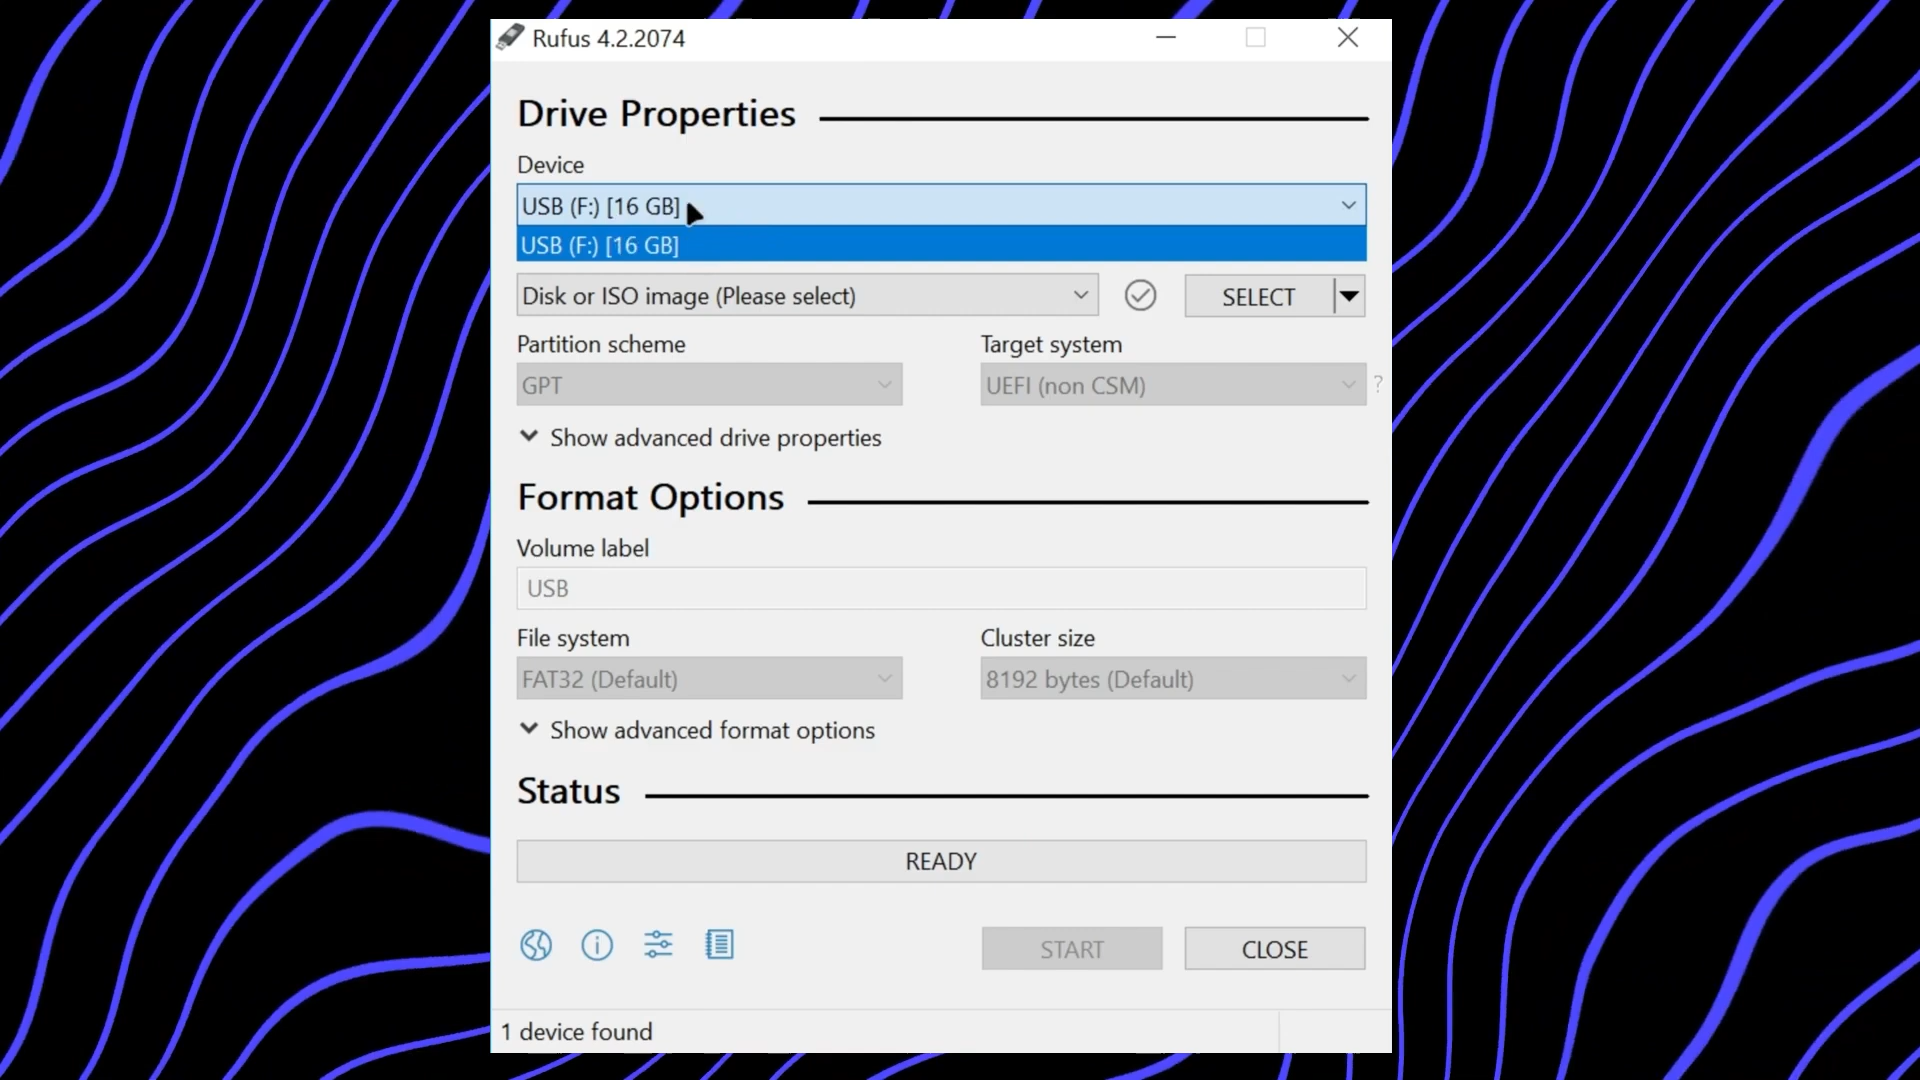 Rufus 4.2.2074
Drive Properties
Device
USB (F:) [16 GB]
USB (F:) [16 GB]
Disk or ISO image (Please select)
SELECT
Partition scheme
Target system
GPT
UEFI (non CSM)
?
Show advanced drive properties
Format Options
Volume label
USB
File system
Cluster size
FAT32 (Default)
8192 bytes (Default)
Show advanced format options
Status
READY
START
CLOSE
1 device found